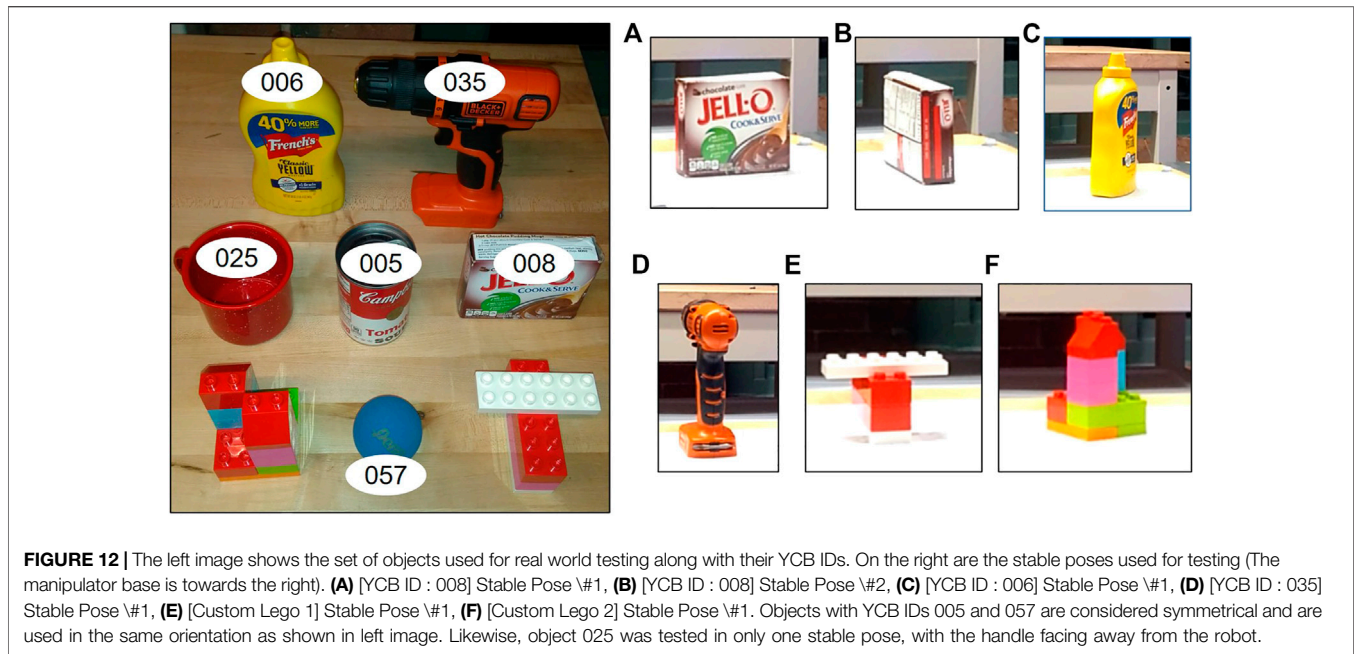 006
035
BLACK+
DECKER
40% MORE
French's
Classic
YELLOW
025
005
008
Campb
Tomat
Soup
JELL-O
COOK & SERVE
057
A
B
C
chocolate
JELL-O
COOK & SERVE
JELL-O
40%
D
E
F
FIGURE 12 | The left image shows the set of objects used for real world testing along with their YCB IDs. On the right are the stable poses used for testing (The
manipulator base is towards the right). (A) [YCB ID : 008] Stable Pose \#1, (B) [YCB ID : 008] Stable Pose \#2, (C) [YCB ID : 006] Stable Pose \#1, (D) [YCB ID : 035]
Stable Pose \#1, (E) [Custom Lego 1] Stable Pose \#1, (F) [Custom Lego 2] Stable Pose \#1. Objects with YCB IDs 005 and 057 are considered symmetrical and are
used in the same orientation as shown in left image. Likewise, object 025 was tested in only one stable pose, with the handle facing away from the robot.